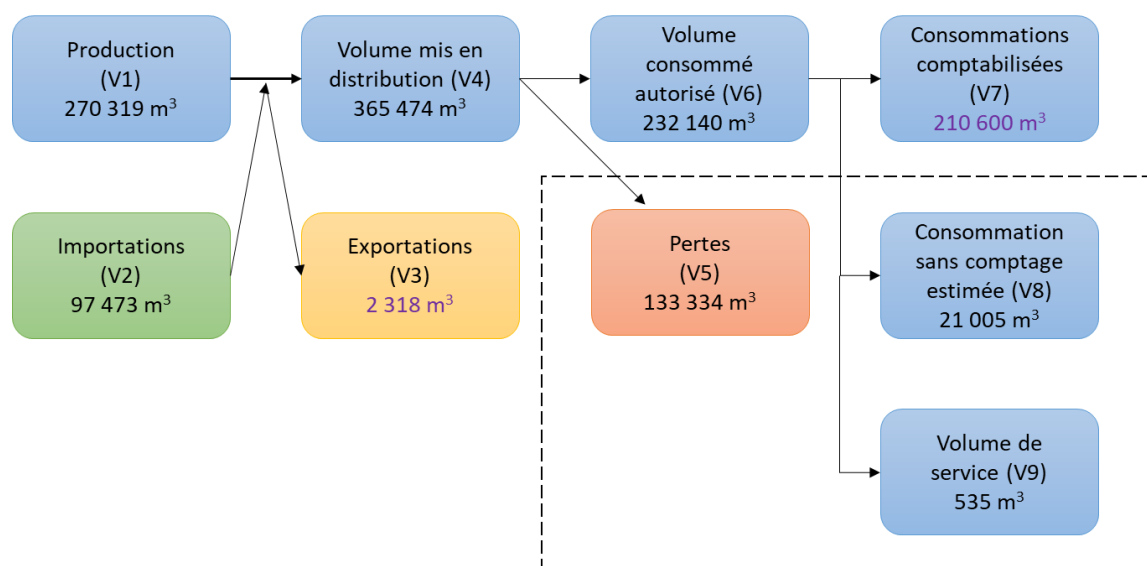 Production
(V1)
270 319 m³
Volume mis en
distribution (V4)
365 474 m³
Volume
consommé
autorisé (V6)
232 140 m³
Consommations
comptabilisées
(V7)
210 600 m³
Importations
(V2)
97 473 m³
Exportations
(V3)
2 318 m³
Pertes
(V5)
133 334 m³
Consommation
sans comptage
estimée (V8)
21 005 m³
Volume de
service (V9)
535 m³